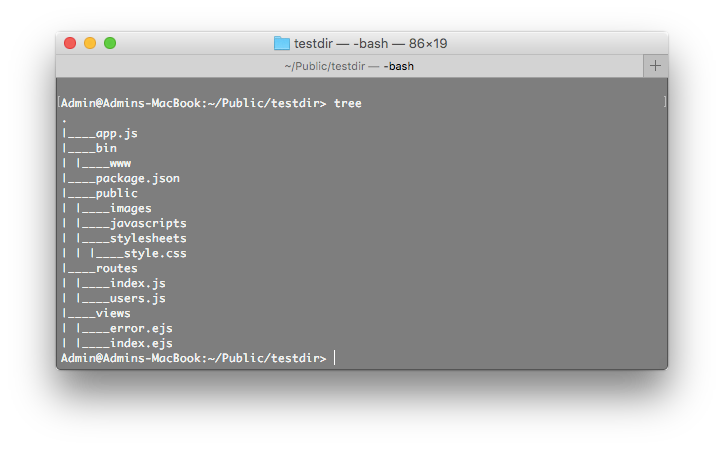 testdir — -bash — 86×19
~/Public/testdir — -bash
[Admin@Admins-MacBook:~/Public/testdir> tree ]
.
|____app.js
|____bin
| |____www
|____package.json
|____public
| |____images
| |____javascripts
| |____stylesheets
| | |____style.css
|____routes
| |____index.js
| |____users.js
|____views
| |____error.ejs
| |____index.ejs
Admin@Admins-MacBook:~/Public/testdir>